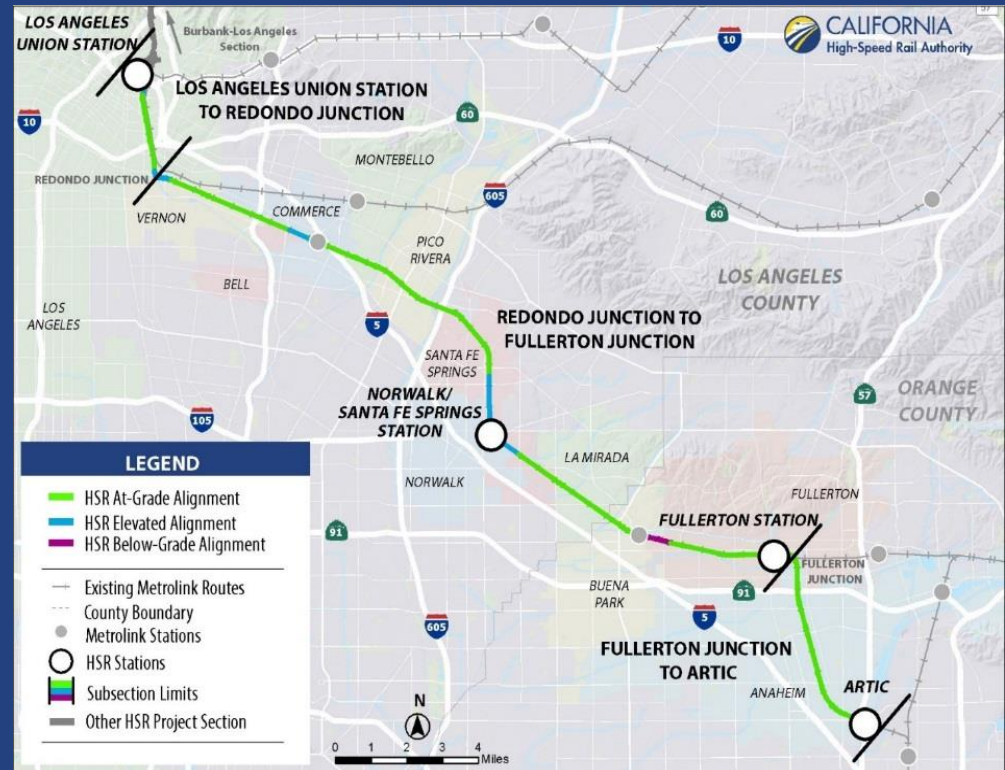 LOS ANGELES
UNION STATION
Burbank-Los Angeles
Section
10
57
CALIFORNIA
High-Speed Rail Authority
LOS ANGELES UNION STATION
TO REDONDO JUNCTION
10
60
MONTEBELLO
REDONDO JUNCTION
605
60
VERNON
COMMERCE
PICO
RIVERA
BELL
LOS ANGELES
COUNTY
LOS
ANGELES
5
REDONDO JUNCTION TO
FULLERTON JUNCTION
SANTA FE
SPRINGS
57
ORANGE
COUNTY
105
NORWALK/
SANTA FE SPRINGS
STATION
LA MIRADA
NORWALK
FULLERTON
91
FULLERTON STATION
FULLERTON
JUNCTION
BUENA
PARK
91
605
5
FULLERTON JUNCTION
TO ARTIC
ANAHEIM
ARTIC
LEGEND
HSR At-Grade Alignment
HSR Elevated Alignment
HSR Below-Grade Alignment
Existing Metrolink Routes
County Boundary
Metrolink Stations
HSR Stations
Subsection Limits
Other HSR Project Section
N
0 1 2 3 4
Miles